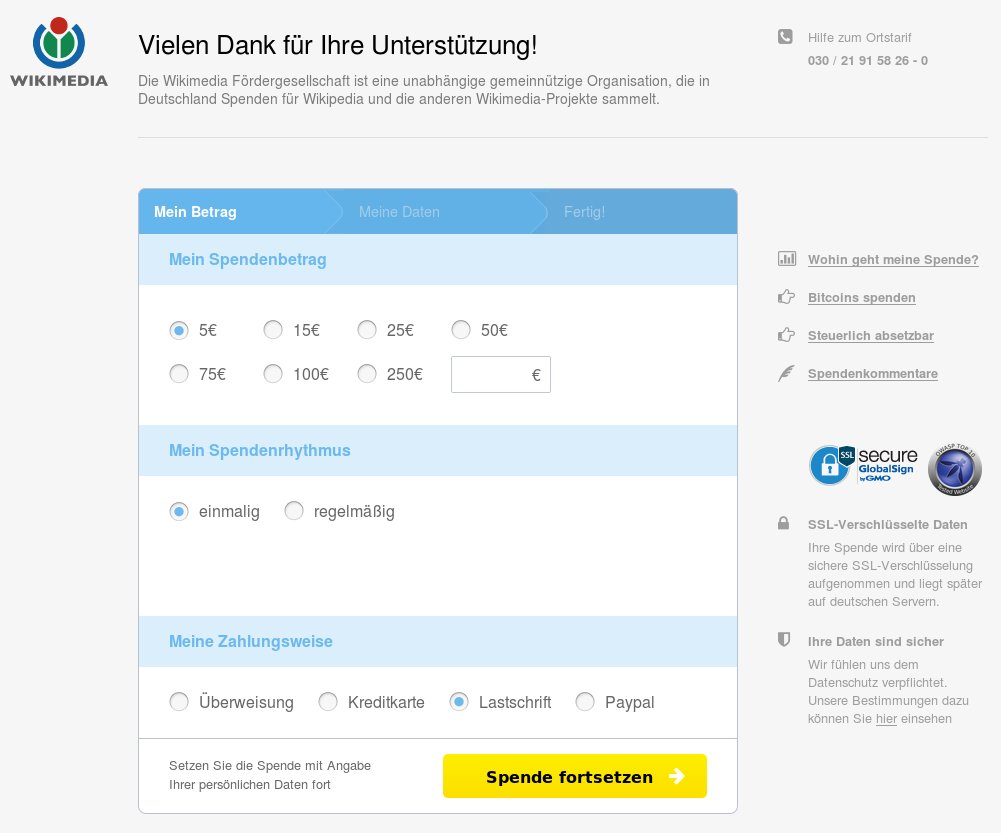 WIKIMEDIA
Vielen Dank für Ihre Unterstützung!
Die Wikimedia Fördergesellschaft ist eine unabhängige gemeinnützige Organisation, die in
Deutschland Spenden für Wikipedia und die anderen Wikimedia-Projekte sammelt.
Hilfe zum Ortstarif
030 / 21 91 58 26 - 0
Mein Betrag
Meine Daten
Fertig!
Mein Spendenbetrag
5€ 15€ 25€ 50€
75€ 100€ 250€ €
Mein Spendenrhythmus
einmalig regelmäßig
Meine Zahlungsweise
Überweisung Kreditkarte Lastschrift Paypal
Setzen Sie die Spende mit Angabe
Ihrer persönlichen Daten fort
Spende fortsetzen
Wohin geht meine Spende?
Bitcoins spenden
Steuerlich absetzbar
Spendenkommentare
SSL
secure
GlobalSign
by GMO
OWASP TOP 10
Tested Website
SSL-Verschlüsselte Daten
Ihre Spende wird über eine
sichere SSL-Verschlüsselung
aufgenommen und liegt später
auf deutschen Servern.
Ihre Daten sind sicher
Wir fühlen uns dem
Datenschutz verpflichtet.
Unsere Bestimmungen dazu
können Sie hier einsehen